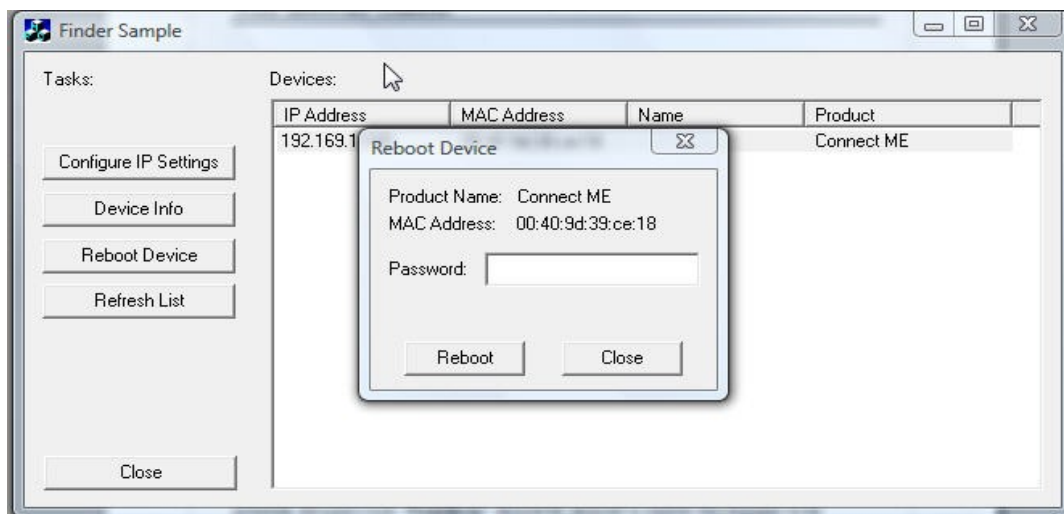 Finder Sample
Tasks:
Devices:
IP Address MAC Address Name Product
192.169.1 Connect ME
Configure IP Settings
Device Info
Reboot Device
Refresh List
Close
Reboot Device
Product Name: Connect ME
MAC Address: 00:40:9d:39:ce:18
Password:
Reboot Close